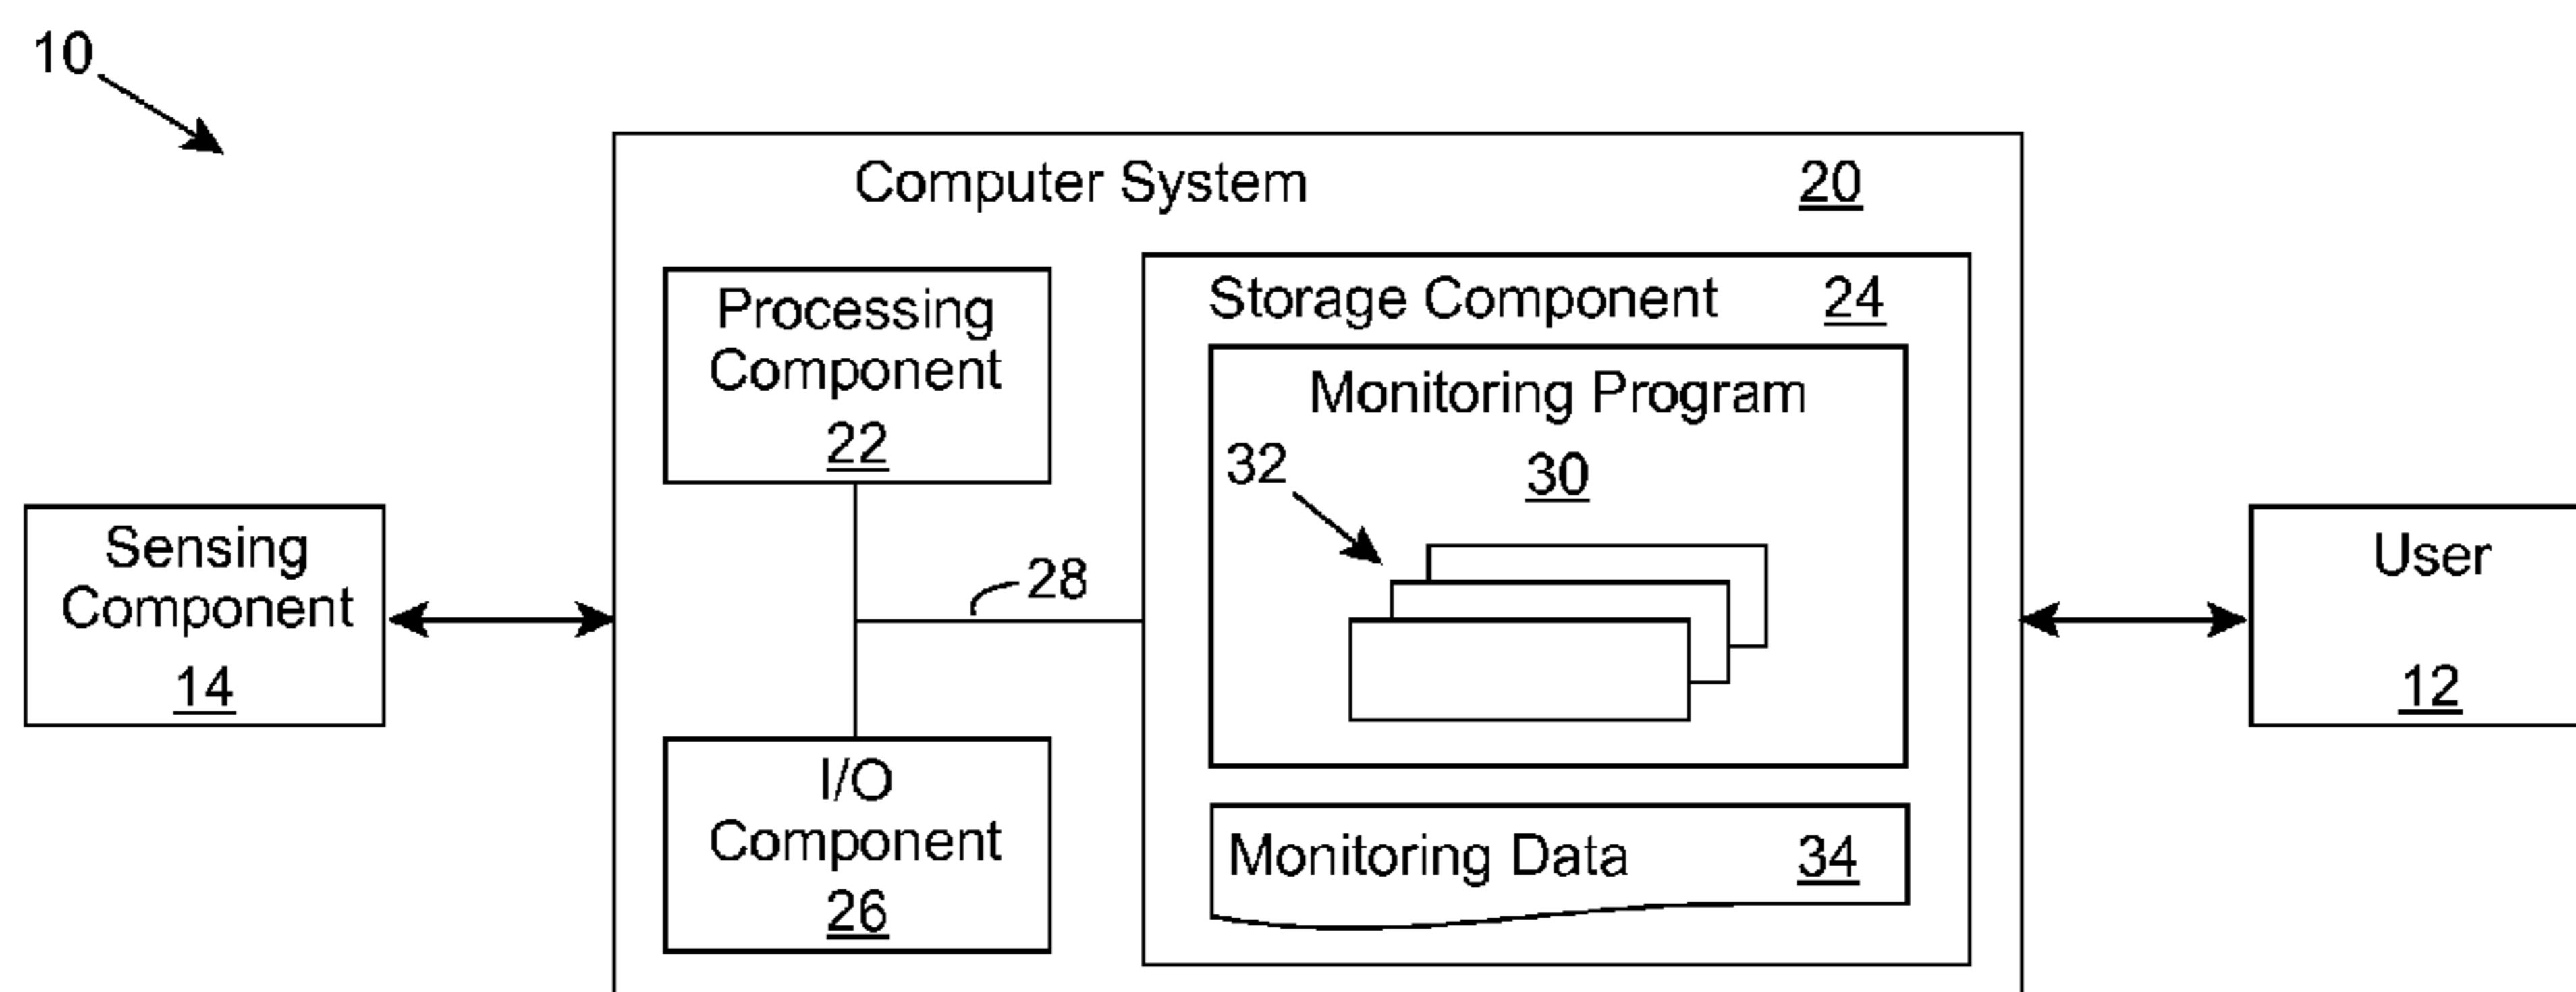 10
Computer System 20
Processing
Component
22
Storage Component 24
Monitoring Program
30
32
Sensing
Component
14
28
User
12
I/O
Component
26
Monitoring Data 34